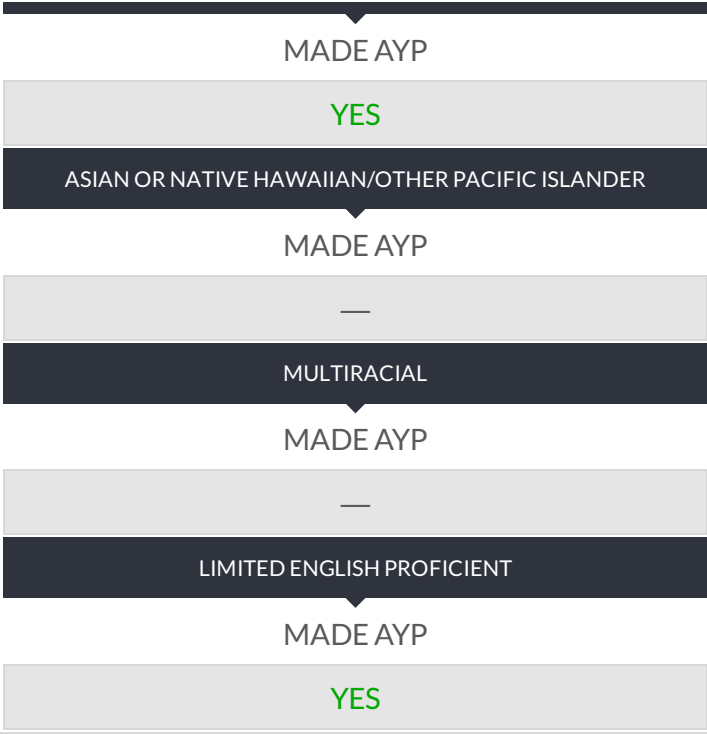 MADE AYP
YES
ASIAN OR NATIVE HAWAIIAN/OTHER PACIFIC ISLANDER
MADE AYP
—
MULTIRACIAL
MADE AYP
—
LIMITED ENGLISH PROFICIENT
MADE AYP
YES